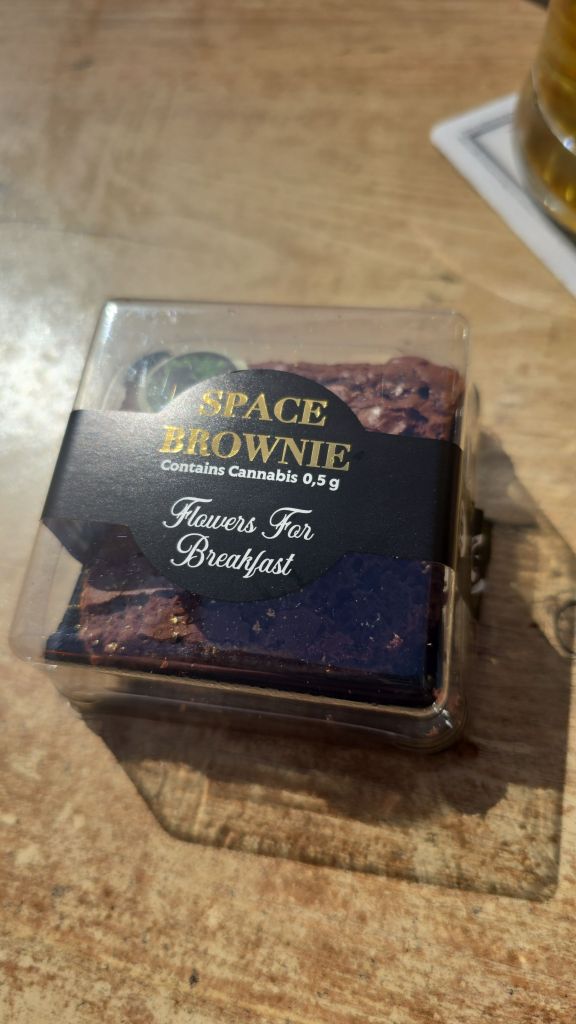 SPACE
BROWNIE
Contains Cannabis 0,5 g
Flowers For
Breakfast